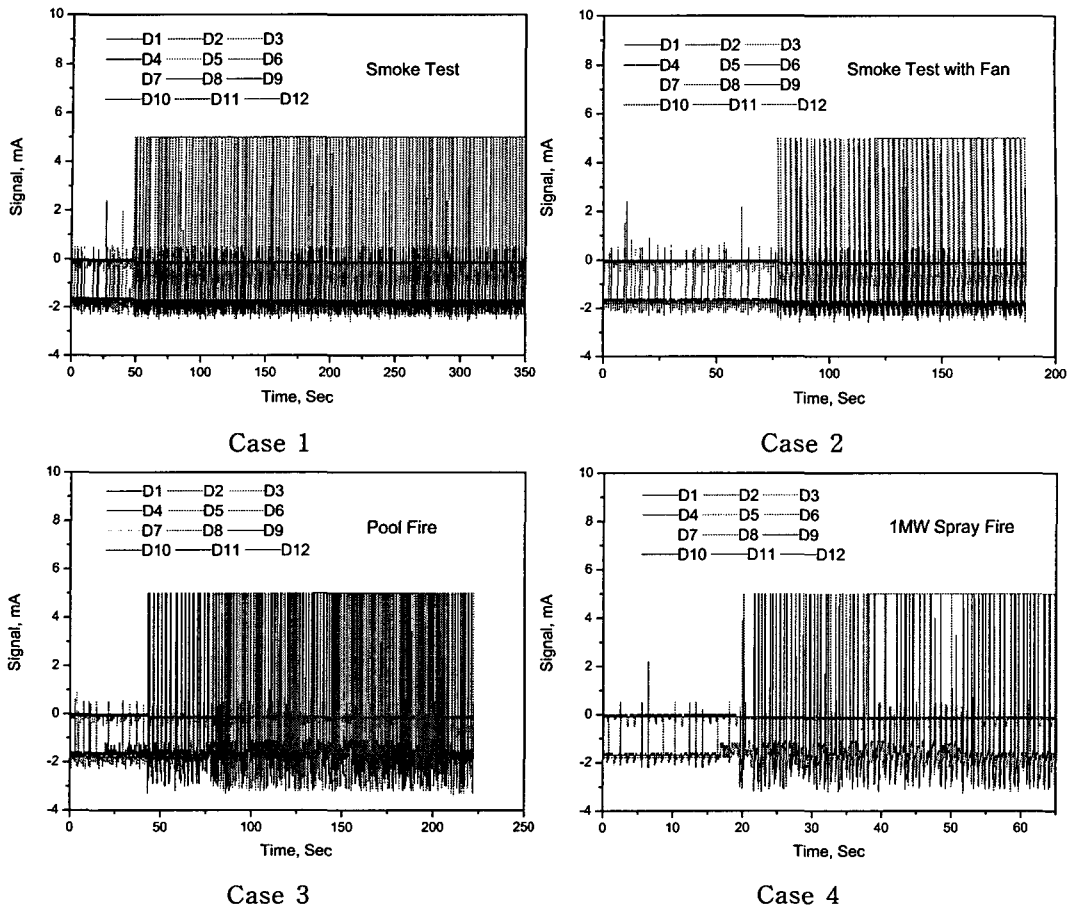 10
8
6
4
2
0
-2
-4
Signal, mA
D1 D2 D3
D4 D5 D6
D7 D8 D9
D10 D11 D12
Smoke Test
0 50 100 150 200 250 300 350
Time, Sec
Case 1
10
8
6
4
2
0
-2
-4
Signal, mA
D1 D2 D3
D4 D5 D6
D7 D8 D9
D10 D11 D12
Smoke Test with Fan
0 50 100 150 200
Time, Sec
Case 2
10
8
6
4
2
0
-2
-4
Signal, mA
D1 D2 D3
D4 D5 D6
D7 D8 D9
D10 D11 D12
Pool Fire
0 50 100 150 200 250
Time, Sec
Case 3
10
8
6
4
2
0
-2
-4
Signal, mA
D1 D2 D3
D4 D5 D6
D7 D8 D9
D10 D11 D12
1MW Spray Fire
0 10 20 30 40 50 60
Time, Sec
Case 4